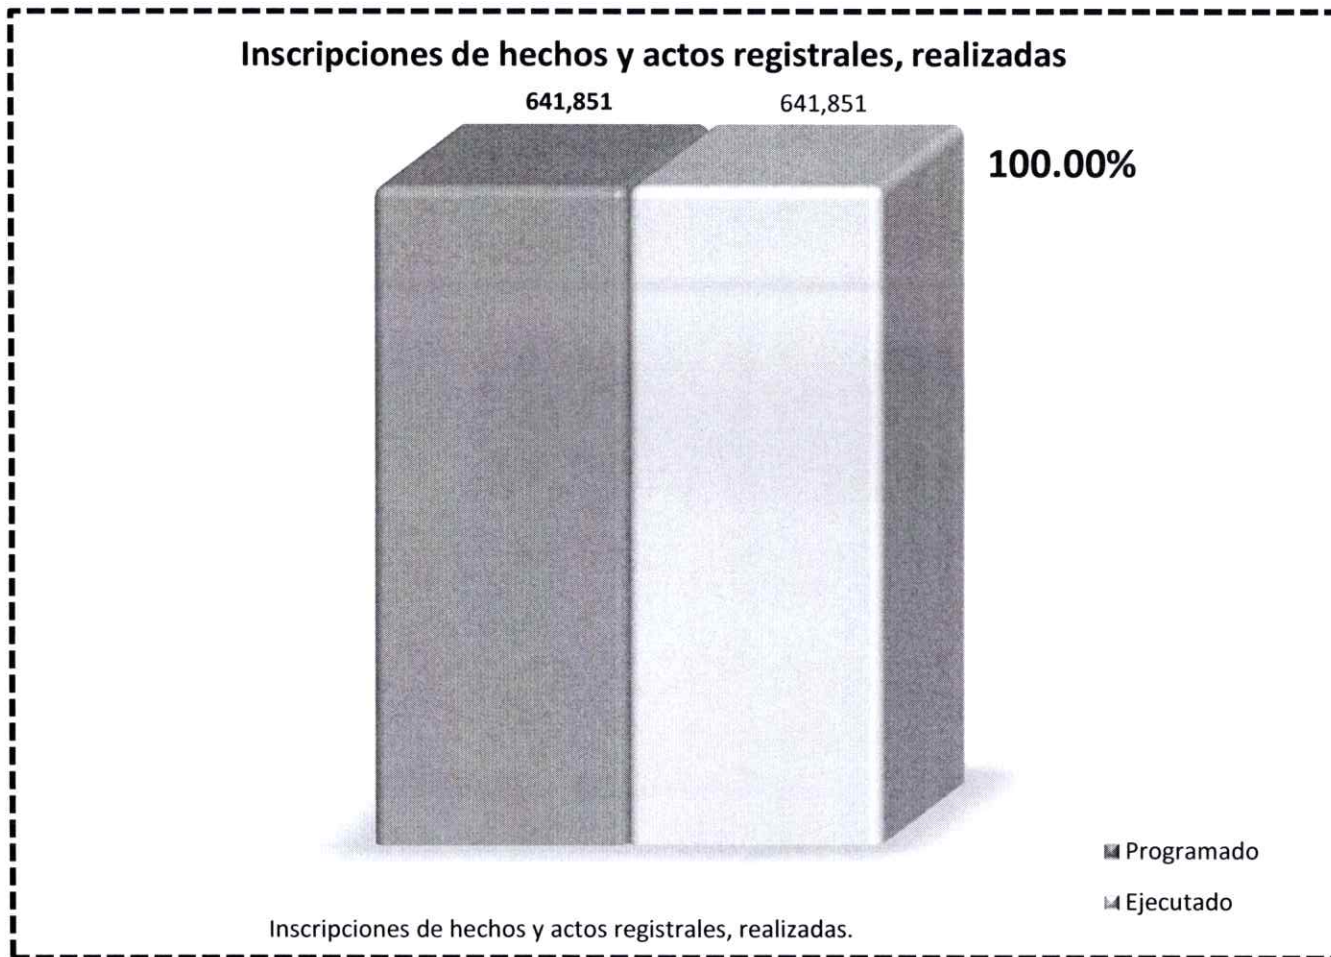 Inscripciones de hechos y actos registrales, realizadas
641,851 641,851
100.00%
Programado
Ejecutado
Inscripciones de hechos y actos registrales, realizadas.